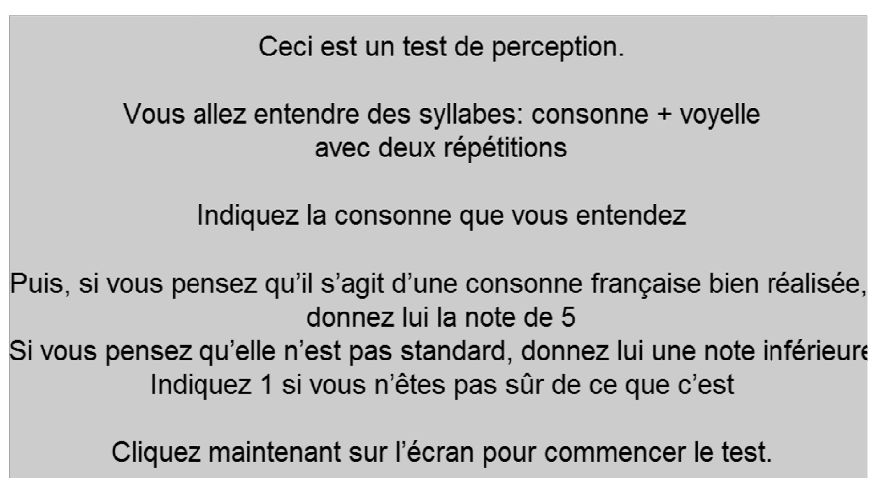 Ceci est un test de perception.
Vous allez entendre des syllabes: consonne + voyelle
avec deux répétitions
Indiquez la consonne que vous entendez
Puis, si vous pensez qu’il s’agit d’une consonne française bien réalisée,
donnez lui la note de 5
Si vous pensez qu’elle n’est pas standard, donnez lui une note inférieure
Indiquez 1 si vous n’êtes pas sûr de ce que c’est
Cliquez maintenant sur l’écran pour commencer le test.